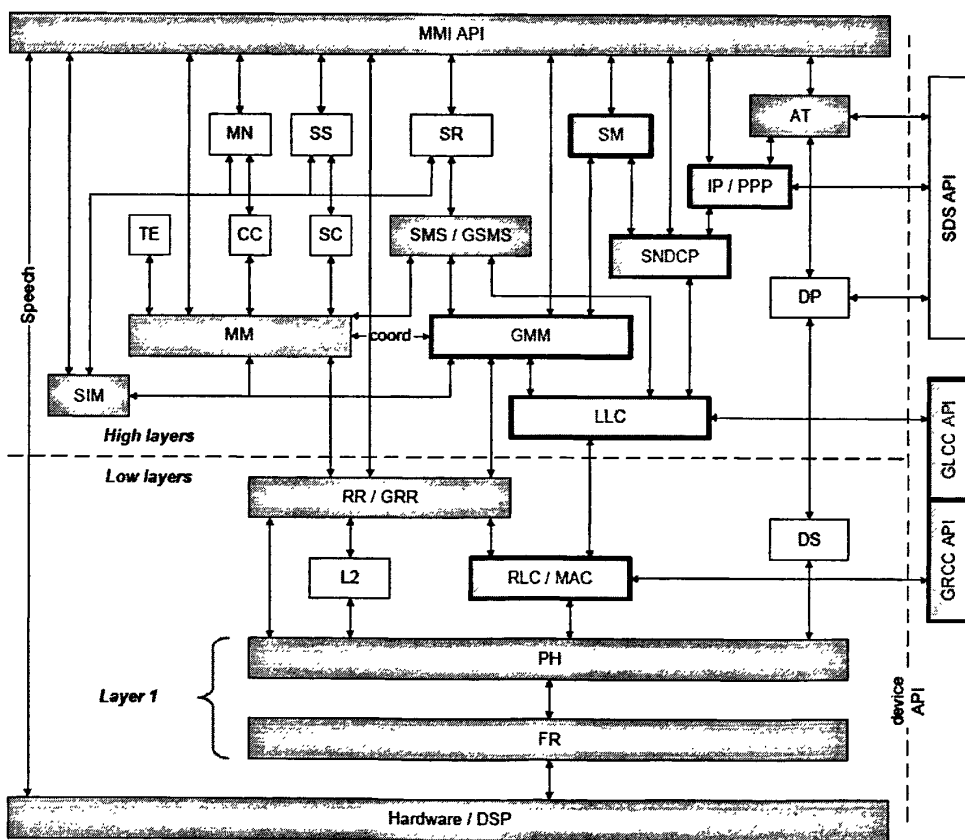 MMI API
AT
MN
SS
SR
SM
IP / PPP
SDS API
TE
CC
SC
SMS / GSMS
SNDCP
Speech
DP
MM
coord
GMM
SIM
LLC
GLCC API
High layers
Low layers
RR / GRR
DS
GRCC API
L2
RLC / MAC
PH
Layer 1
device
API
FR
Hardware / DSP